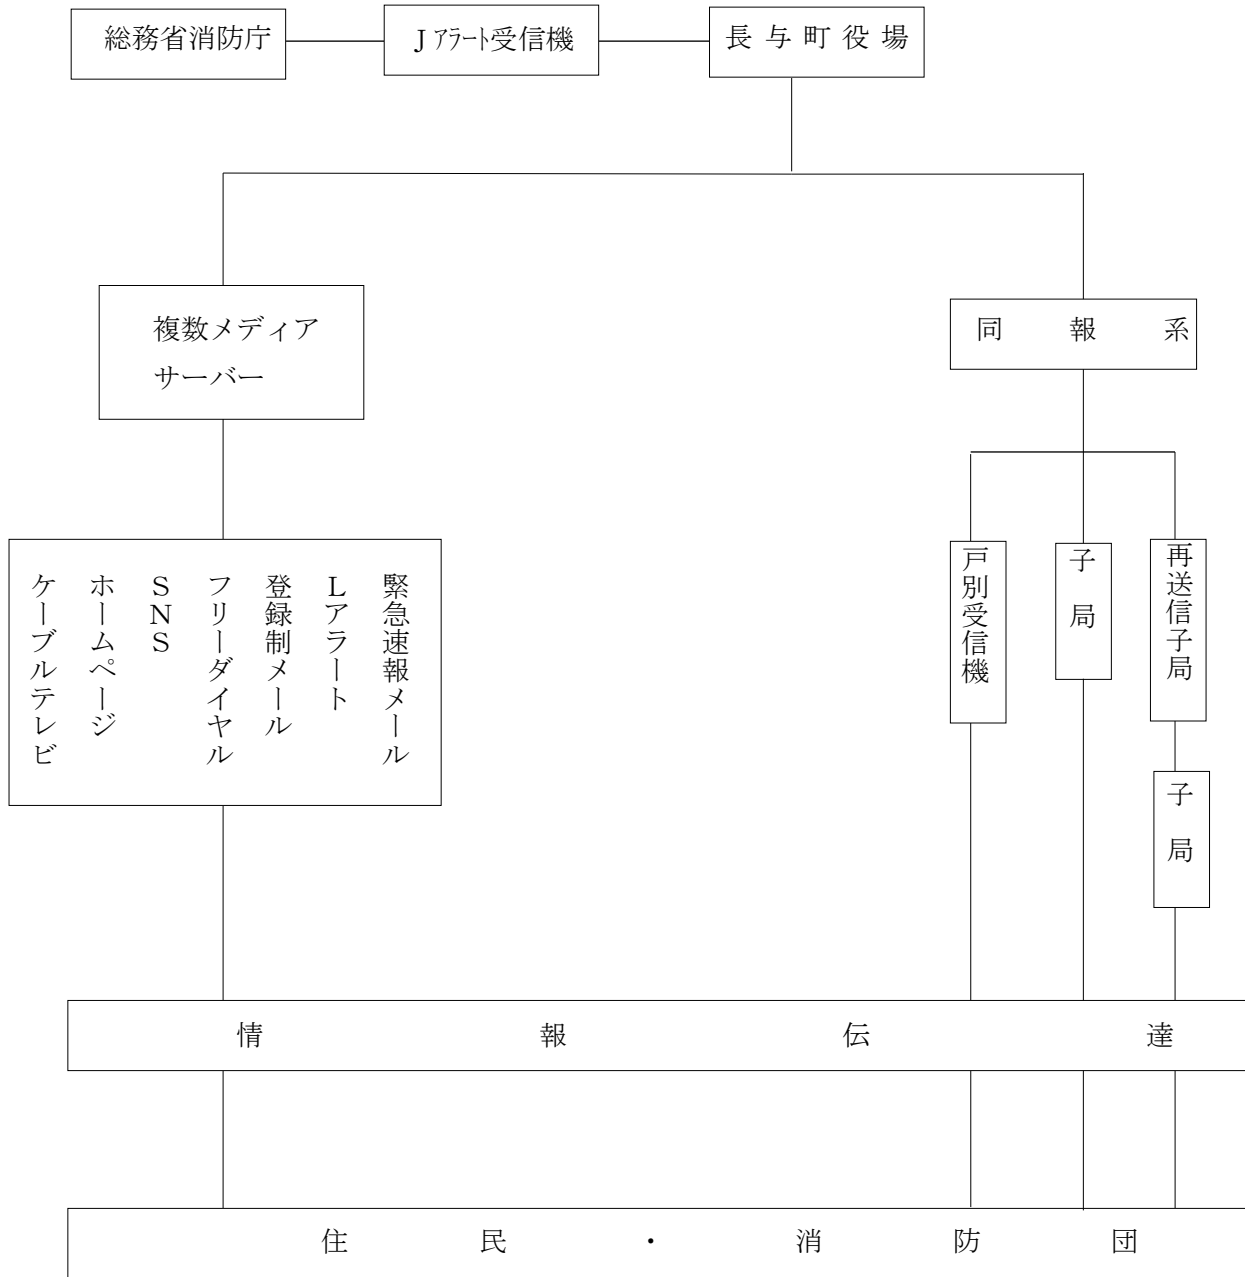 総務省消防庁
Jアラート受信機
長与町役場
複数メディア
サーバー
同報系
緊急速報メール
Lアラート
登録制メール
フリーダイヤル
SNS
ホームページ
ケーブルテレビ
戸別受信機
子局
再送信子局
子局
情報伝達
住民・消防団